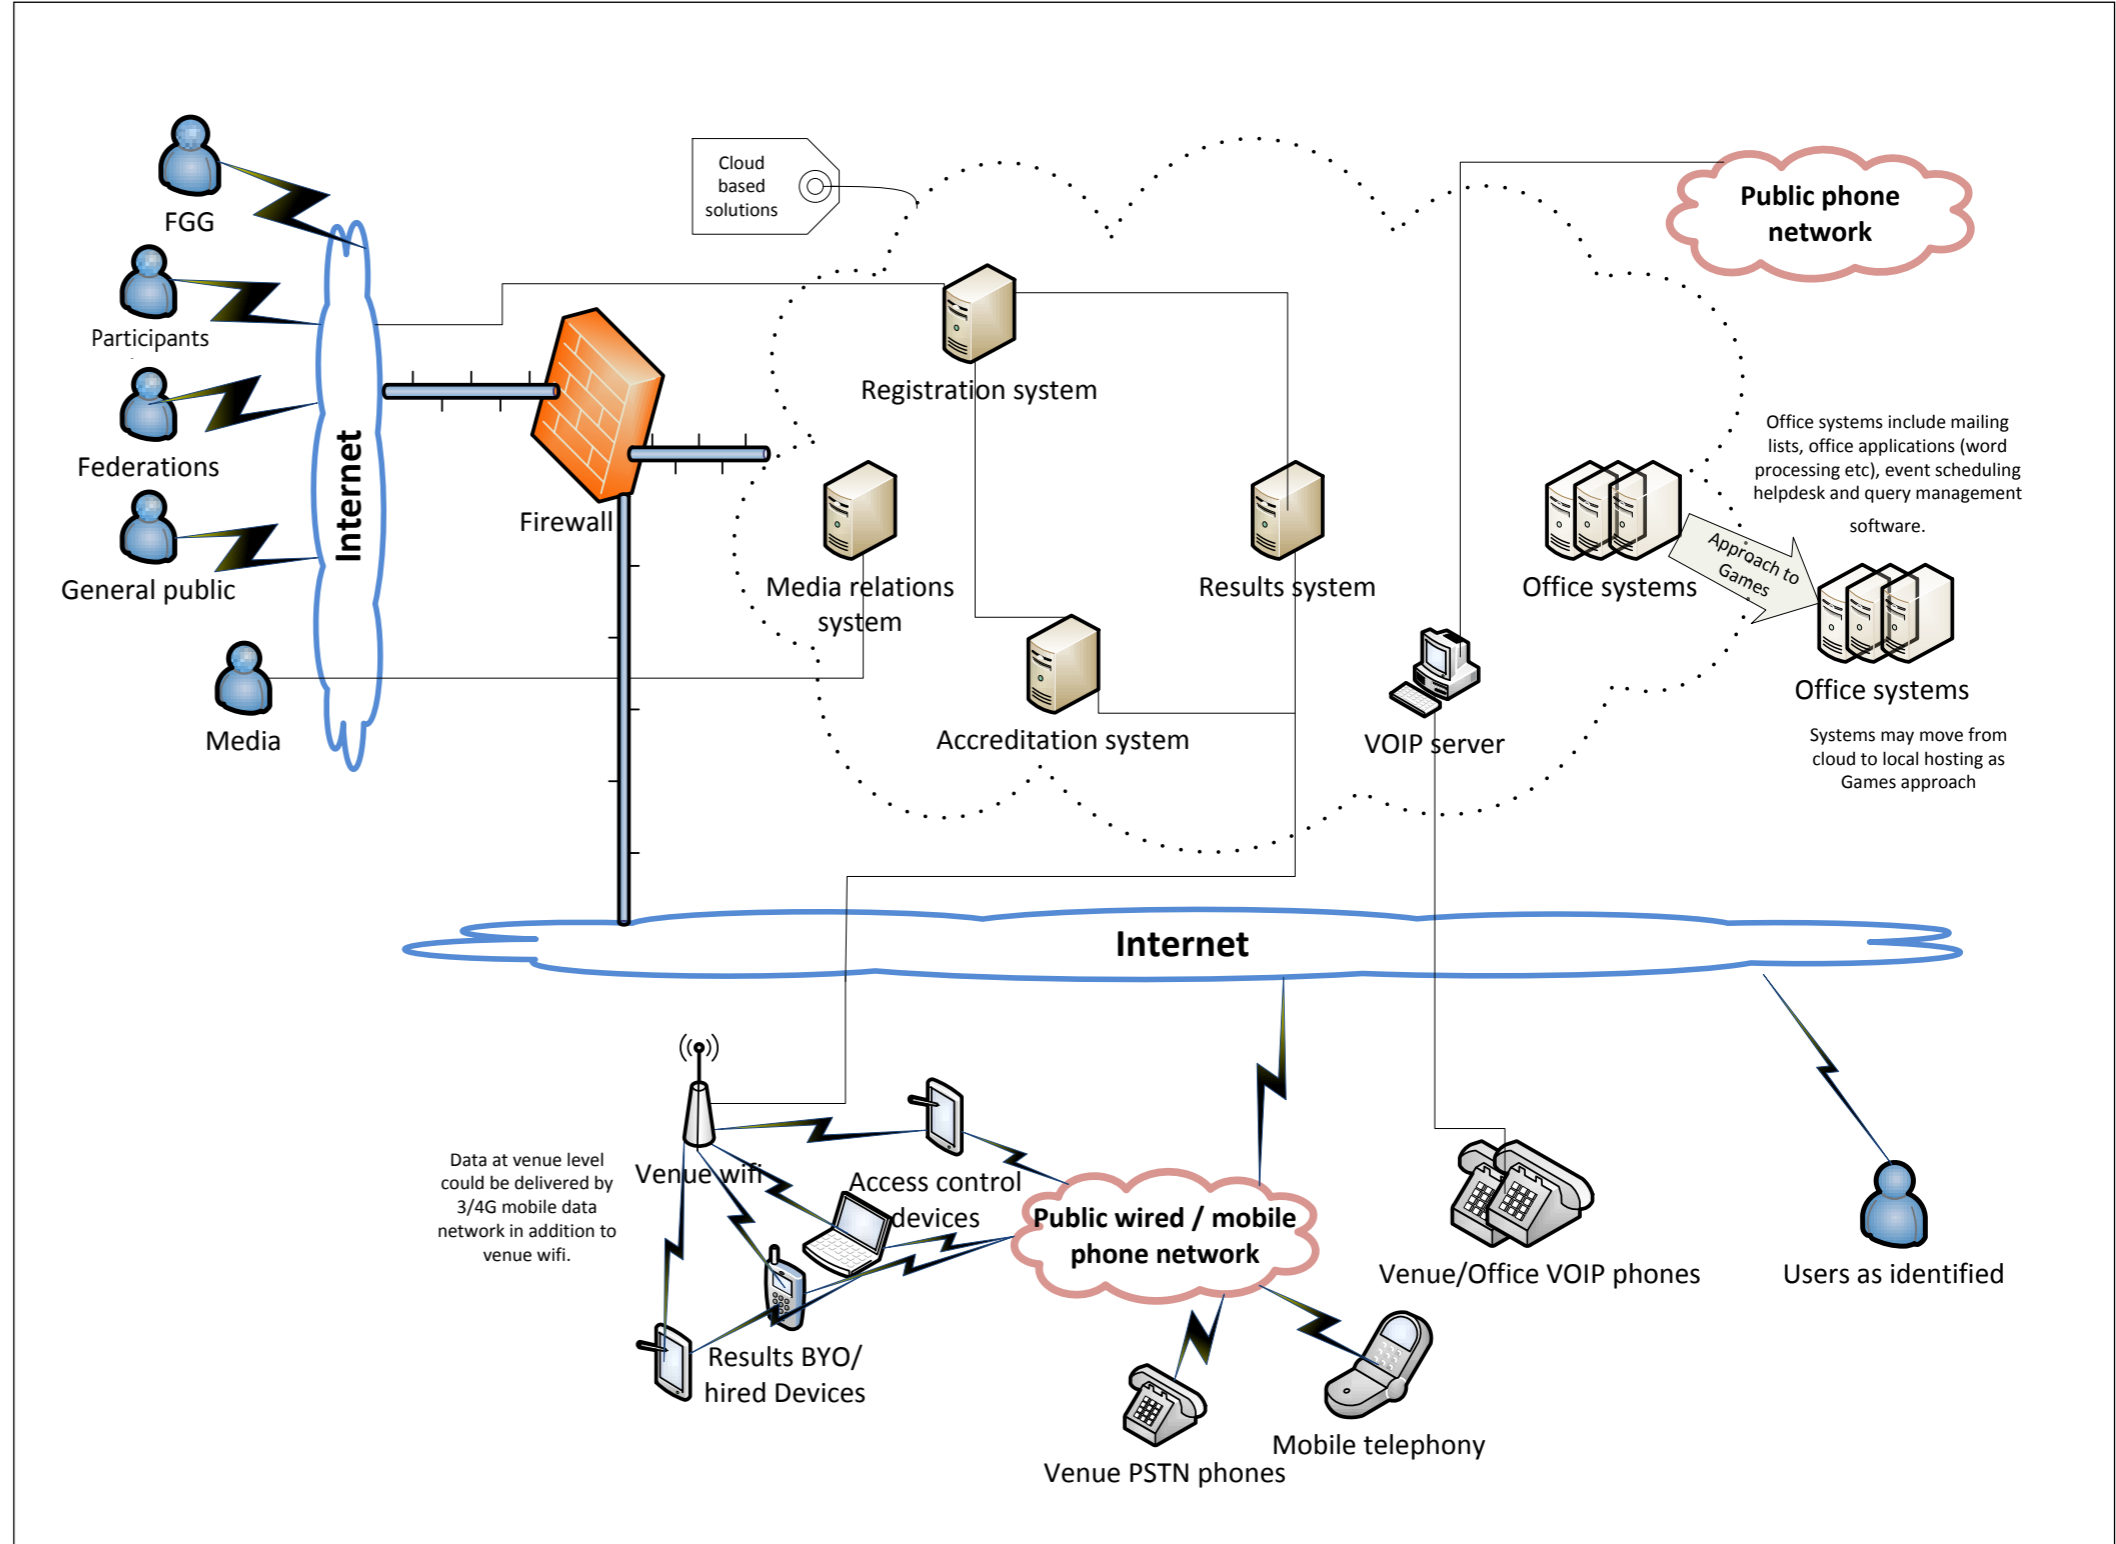 FGG
Participants
Federations
General public
Media
Internet
Firewall
Cloud
based
solutions
Registration system
Media relations
system
Results system
Accreditation system
VOIP server
Office systems
Public phone
network
Office systems include mailing
lists, office applications (word
processing etc), event scheduling
helpdesk and query management
software.
Approach to
Games
Office systems
Systems may move from
cloud to local hosting as
Games approach
Internet
Data at venue level
could be delivered by
3/4G mobile data
network in addition to
venue wifi.
Venue wifi
Access control
devices
Results BYO/
hired Devices
Public wired / mobile
phone network
Venue PSTN phones
Mobile telephony
Venue/Office VOIP phones
Users as identified